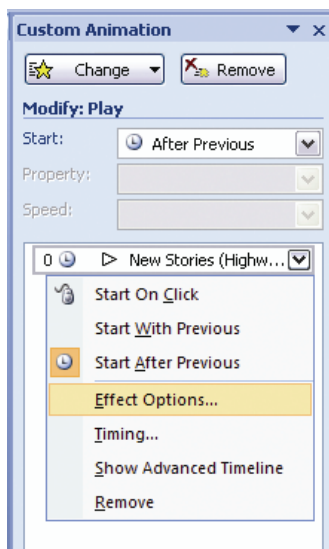 Custom Animation
Change Remove
Modify: Play
Start: After Previous
Property:
Speed:
0 New Stories (Highw...
Start On Click
Start With Previous
Start After Previous
Effect Options...
Timing...
Show Advanced Timeline
Remove